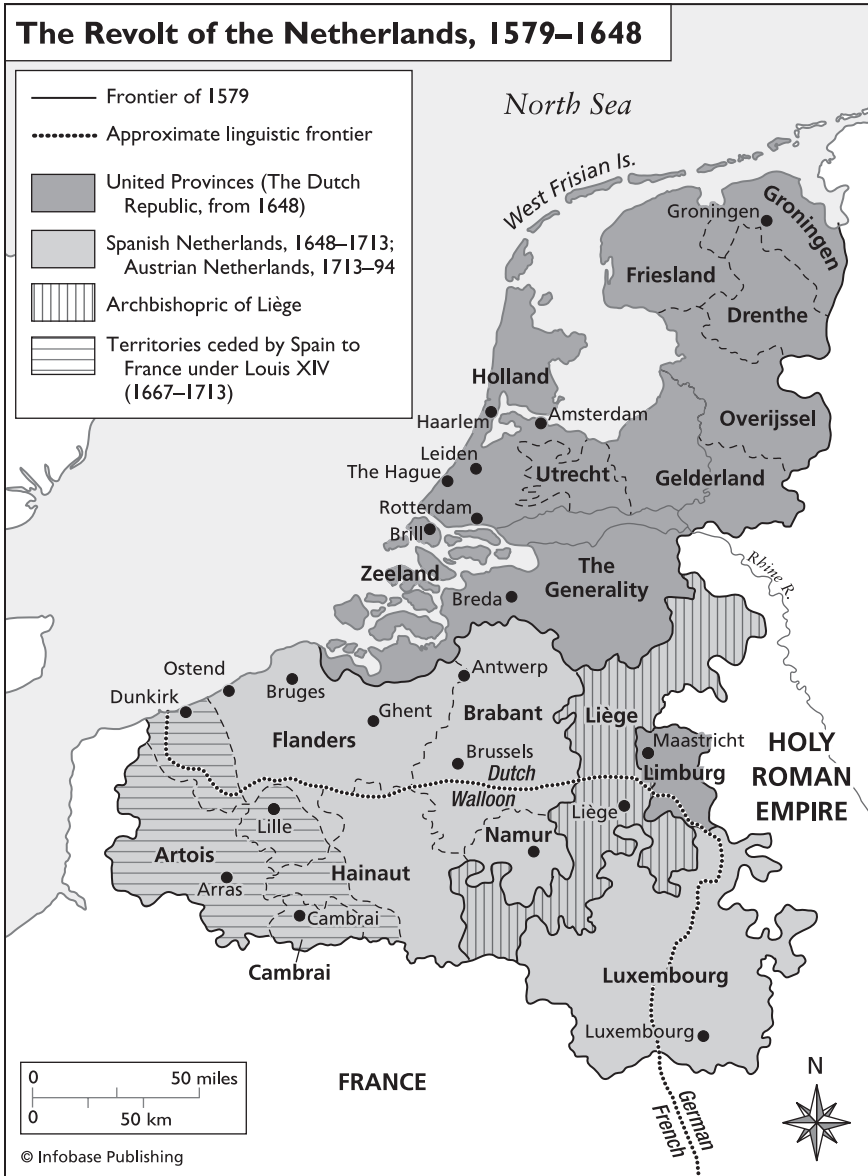 The Revolt of the Netherlands, 1579–1648
Frontier of 1579
Approximate linguistic frontier
United Provinces (The Dutch
Republic, from 1648)
Spanish Netherlands, 1648–1713;
Austrian Netherlands, 1713–94
Archbishopric of Liège
Territories ceded by Spain to
France under Louis XIV
(1667–1713)
North Sea
West Frisian Is.
Groningen
Groningen
Friesland
Drenthe
Holland
Haarlem
Amsterdam
Overijssel
Leiden
The Hague
Utrecht
Gelderland
Rotterdam
Brill
Zeeland
The
Generality
Rhine R.
Breda
Ostend
Dunkirk
Bruges
Antwerp
Ghent
Flanders
Brabant
Liège
Brussels
Dutch
Walloon
Maastricht
Limburg
HOLY
ROMAN
EMPIRE
Lille
Liège
Namur
Artois
Hainaut
Arras
Cambrai
Cambrai
Luxembourg
Luxembourg
FRANCE
German
French
N
0 50 miles
0 50 km
© Infobase Publishing